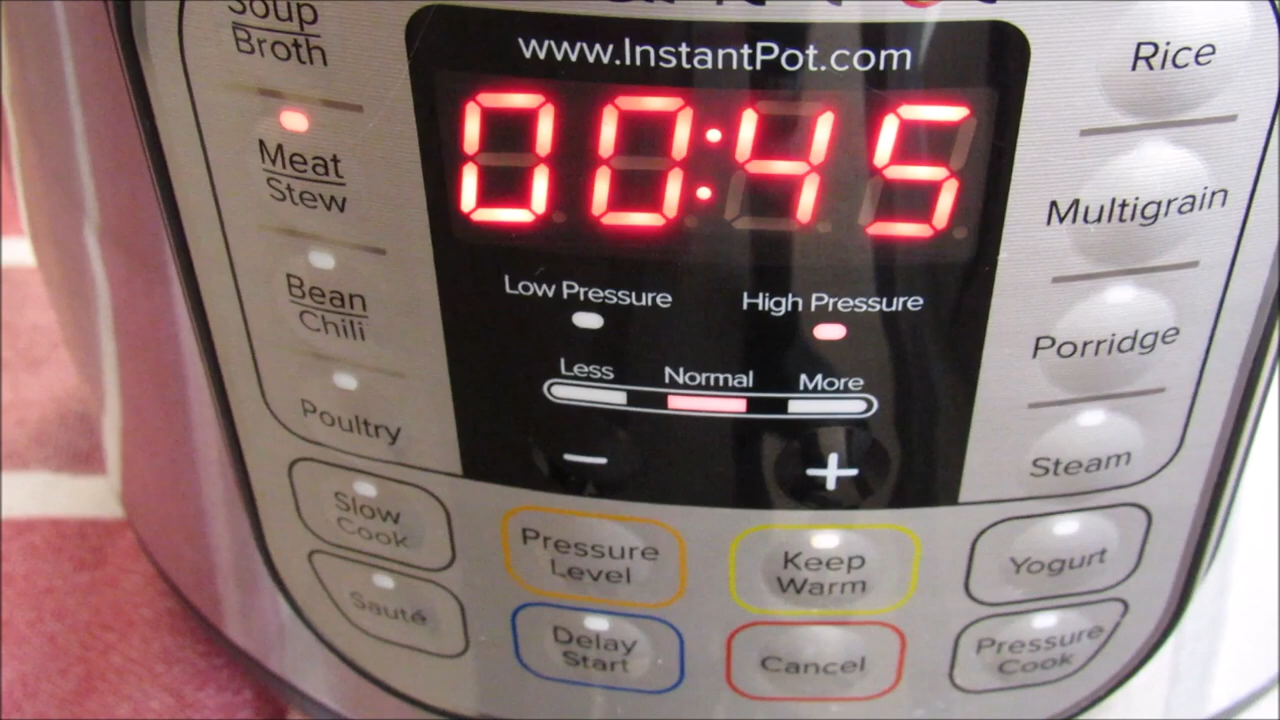 Soup
Broth
Meat
Stew
Bean
Chili
Poultry
Slow
Cook
Sauté
www.InstantPot.com
00:45
Low Pressure
High Pressure
Less
Normal
More
−
+
Pressure
Level
Keep
Warm
Delay
Start
Cancel
Rice
Multigrain
Porridge
Steam
Yogurt
Pressure
Cook